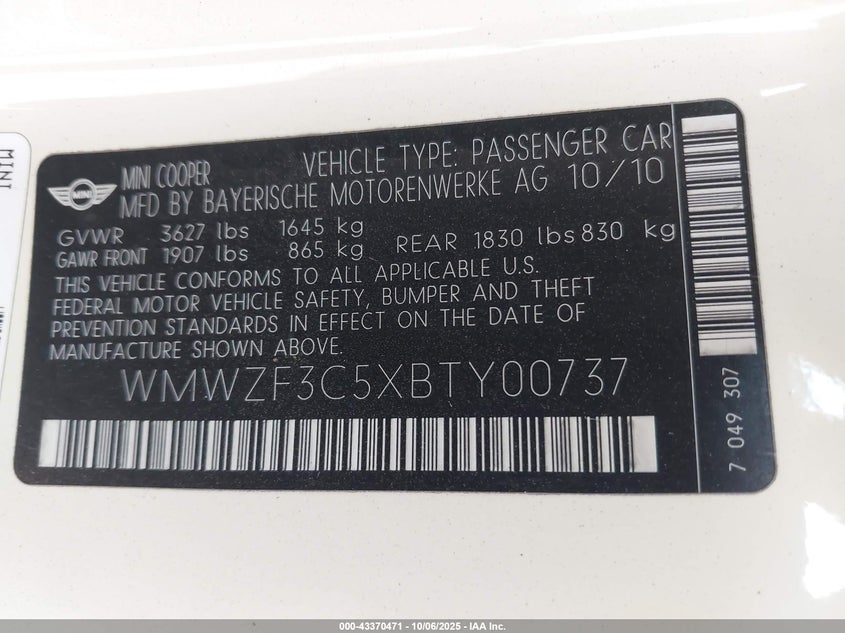 MINI
MINI COOPER
VEHICLE TYPE: PASSENGER CAR
MFD BY BAYERISCHE MOTORENWERKE AG 10/10
GVWR 3627 lbs 1645 kg
GAWR FRONT 1907 lbs 865 kg REAR 1830 lbs 830 kg
THIS VEHICLE CONFORMS TO ALL APPLICABLE U.S.
FEDERAL MOTOR VEHICLE SAFETY, BUMPER AND THEFT
PREVENTION STANDARDS IN EFFECT ON THE DATE OF
MANUFACTURE SHOWN ABOVE.
WMWZF3C5XBTY00737
7 049 307
MINI
000-43370471 - 10/06/2025 - IAA Inc.